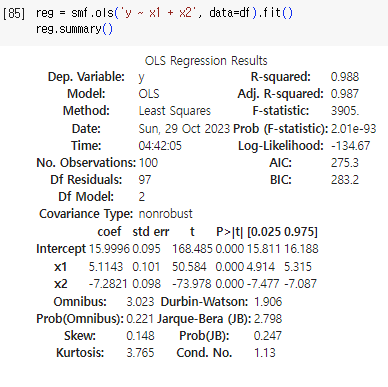 [85] reg = smf.ols('y ~ x1 + x2', data=df).fit()
reg.summary()
OLS Regression Results
Dep. Variable: y R-squared: 0.988
Model: OLS Adj. R-squared: 0.987
Method: Least Squares F-statistic: 3905.
Date: Sun, 29 Oct 2023 Prob (F-statistic): 2.01e-93
Time: 04:42:05 Log-Likelihood: -134.67
No. Observations: 100 AIC: 275.3
Df Residuals: 97 BIC: 283.2
Df Model: 2
Covariance Type: nonrobust
coef std err t P>|t| [0.025 0.975]
Intercept 15.9996 0.095 168.485 0.000 15.811 16.188
x1 5.1143 0.101 50.584 0.000 4.914 5.315
x2 -7.2821 0.098 -73.978 0.000 -7.477 -7.087
Omnibus: 3.023 Durbin-Watson: 1.906
Prob(Omnibus): 0.221 Jarque-Bera (JB): 2.798
Skew: 0.148 Prob(JB): 0.247
Kurtosis: 3.765 Cond. No. 1.13